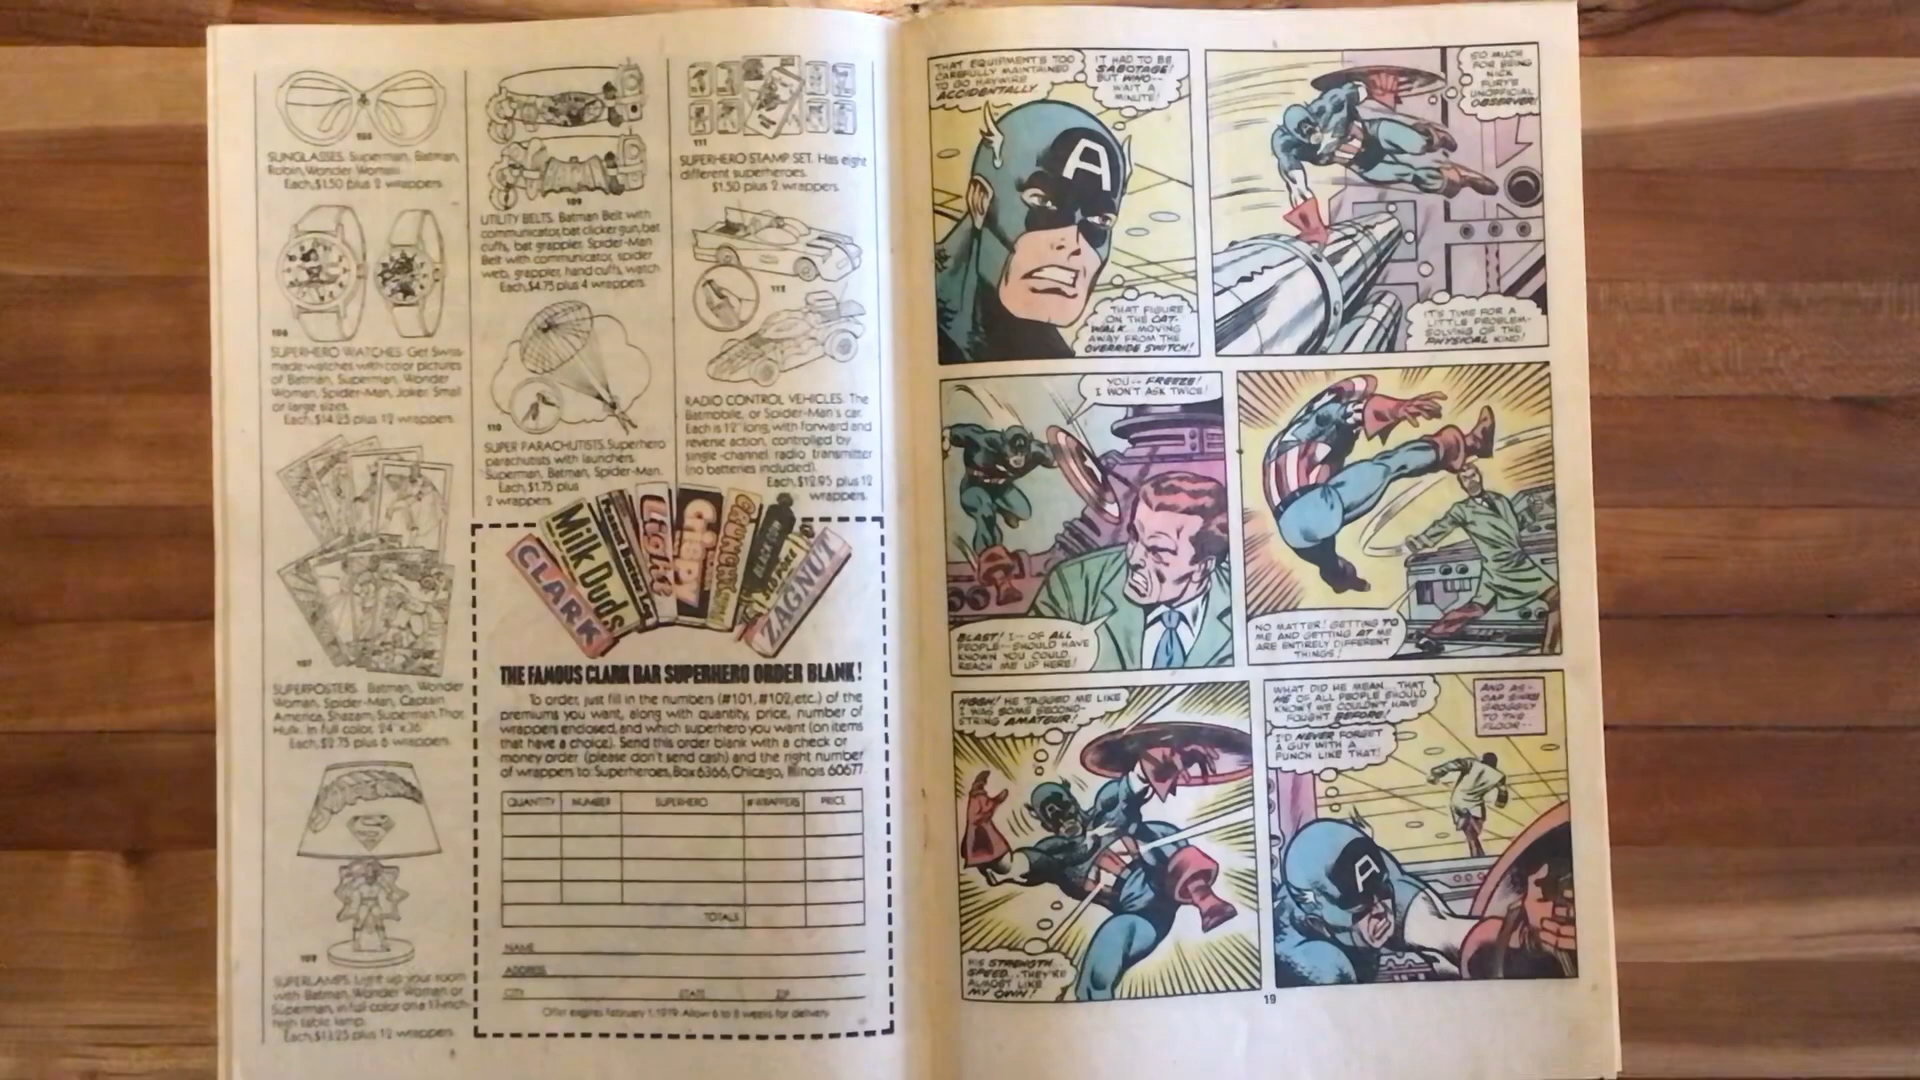 105
SUNGLASSES. Superman, Batman,
Robin, Wonder Woman.
Each, $1.50 plus 2 wrappers.
106
SUPERHERO WATCHES. Get Swiss-
made watches with color pictures
of Batman, Superman, Wonder
Woman, Spider-Man, Joker. Small
or large sizes.
Each, $14.25 plus 12 wrappers.
107
SUPERPOSTERS. Batman, Wonder
Woman, Spider-Man, Captain
America, Shazam, Superman, Thor,
Hulk. In full color. 24" x 36"
Each, $2.75 plus 6 wrappers.
SUPERLAMPS. Light up your room
with Batman, Wonder Woman or
Superman, in full color on a 17-inch-
high table lamp.
Each, $13.25 plus 12 wrappers.
109
UTILITY BELTS. Batman Belt with
communicator, bat clicker gun, bat
cuffs, bat grappler. Spider-Man
Belt with communicator, spider
web, grappler, hand cuffs, watch.
Each, $4.75 plus 4 wrappers.
110
SUPER PARACHUTISTS. Superhero
parachutists with launchers.
Superman, Batman, Spider-Man.
Each, $1.75 plus
2 wrappers.
111
SUPERHERO STAMP SET. Has eight
different superheroes.
$1.50 plus 2 wrappers.
112
RADIO CONTROL VEHICLES. The
Batmobile, or Spider-Man's car.
Each is 12" long, with forward and
reverse action, controlled by
single-channel radio transmitter
(no batteries included).
Each, $12.95 plus 12
wrappers.
CLARK
Milk Duds
CRUNCH
BLACK COW
ZAGNUT
THE FAMOUS CLARK BAR SUPERHERO ORDER BLANK!
To order, just fill in the numbers (#101, #102, etc.) of the
premiums you want, along with quantity, price, number of
wrappers enclosed, and which superhero you want (on items
that have a choice). Send this order blank with a check or
money order (please don't send cash) and the right number
of wrappers to: Superheroes, Box 6366, Chicago, Illinois 60677
QUANTITY NUMBER SUPERHERO # WRAPPERS PRICE
TOTALS
NAME
ADDRESS
CITY STATE ZIP
Offer expires February 1, 1979. Allow 6 to 8 weeks for delivery.
THAT EQUIPMENT'S TOO
CAREFULLY MAINTAINED
TO GO HAYWIRE
ACCIDENTALLY.
IT HAD TO BE
SABOTAGE!
BUT WHO--
WAIT A
MINUTE!
A
THAT FIGURE
ON THE CAT-
WALK... MOVING
AWAY FROM THE
OVERRIDE SWITCH!
SO MUCH
FOR BEING
NICK
FURY'S
UNOFFICIAL
OBSERVER!
IT'S TIME FOR A
LITTLE PROBLEM-
SOLVING OF THE
PHYSICAL KIND!
YOU-- FREEZE!
I WON'T ASK TWICE!
BLAST! I-- OF ALL
PEOPLE-- SHOULD HAVE
KNOWN YOU COULD
REACH ME UP HERE!
NO MATTER! GETTING TO
ME AND GETTING AT ME
ARE ENTIRELY DIFFERENT
THINGS!
HE TAGGED ME LIKE
I WAS SOME SECOND-
STRING AMATEUR!
HIS STRENGTH...
SPEED... THEY'RE
ALMOST LIKE
MY OWN!
WHAT DID HE MEAN... THAT
HE OF ALL PEOPLE SHOULD
KNOW? WE COULDN'T HAVE
FOUGHT BEFORE!
I'D NEVER FORGET
A GUY WITH A
PUNCH LIKE THAT!
AND AS
CAP SINKS
GROGGILY
TO THE
FLOOR--
A
19